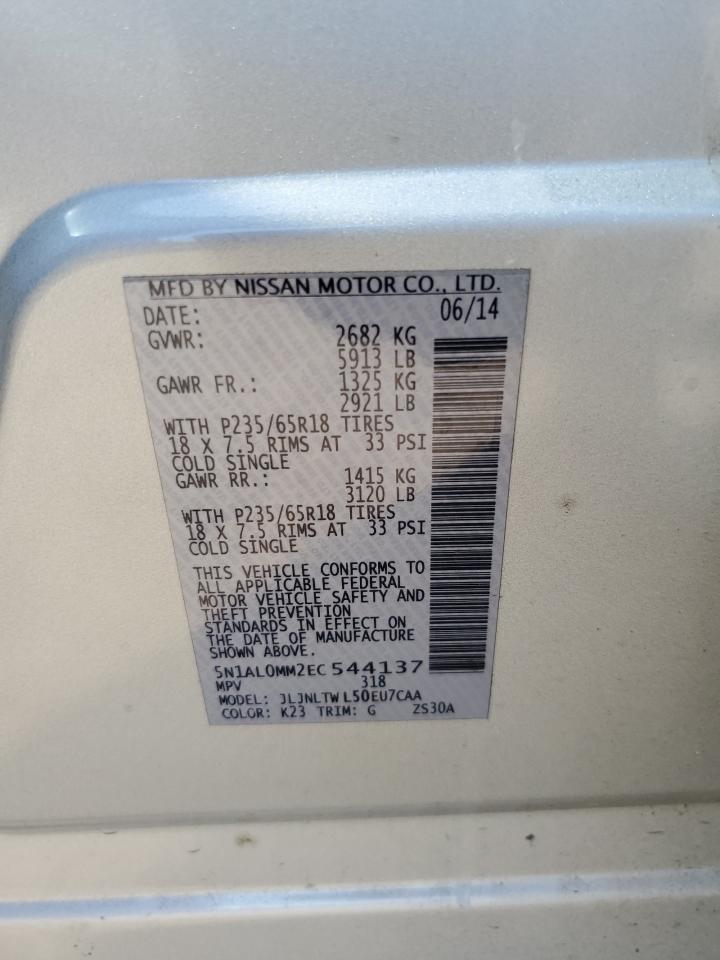 MFD BY NISSAN MOTOR CO., LTD.
DATE: 06/14
GVWR: 2682 KG
5913 LB
GAWR FR.: 1325 KG
2921 LB
WITH P235/65R18 TIRES
18 X 7.5 RIMS AT 33 PSI
COLD SINGLE
GAWR RR.: 1415 KG
3120 LB
WITH P235/65R18 TIRES
18 X 7.5 RIMS AT 33 PSI
COLD SINGLE
THIS VEHICLE CONFORMS TO
ALL APPLICABLE FEDERAL
MOTOR VEHICLE SAFETY AND
THEFT PREVENTION
STANDARDS IN EFFECT ON
THE DATE OF MANUFACTURE
SHOWN ABOVE.
5N1AL0MM2EC 544137
MPV 318
MODEL: JLJNLTW L50EU7CAA
COLOR: K23 TRIM: G ZS30A